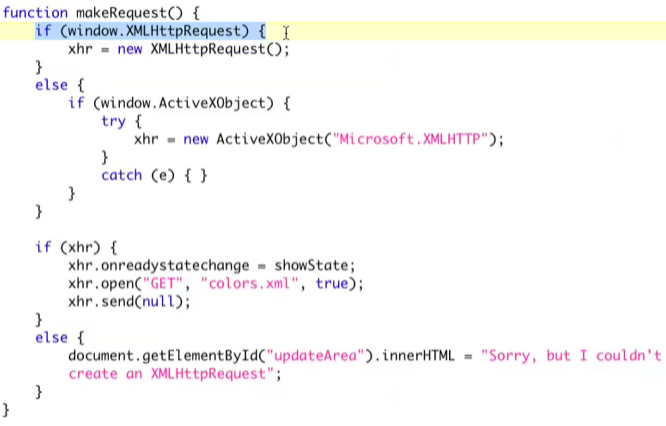 function makeRequest() {
if (window.XMLHttpRequest) {
xhr = new XMLHttpRequest();
}
else {
if (window.ActiveXObject) {
try {
xhr = new ActiveXObject("Microsoft.XMLHTTP");
}
catch (e) { }
}
}
if (xhr) {
xhr.onreadystatechange = showState;
xhr.open("GET", "colors.xml", true);
xhr.send(null);
}
else {
document.getElementById("updateArea").innerHTML = "Sorry, but I couldn't
create an XMLHttpRequest";
}
}